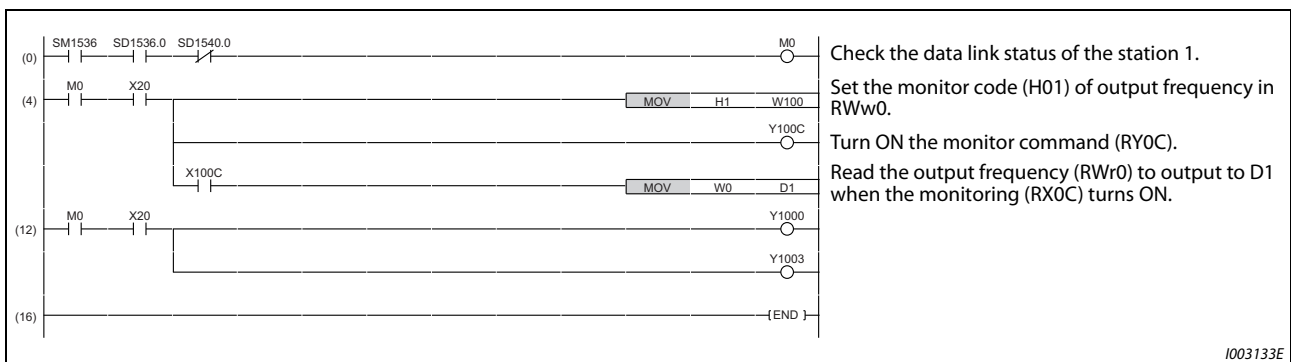 SM1536 SD1536.0 SD1540.0 M0
(0)
Check the data link status of the station 1.
M0 X20
(4)
MOV H1 W100
Set the monitor code (H01) of output frequency in
RWw0.
Y100C
Turn ON the monitor command (RY0C).
X100C
MOV W0 D1
Read the output frequency (RWr0) to output to D1
when the monitoring (RX0C) turns ON.
M0 X20 Y1000
(12)
Y1003
(16) END
I003133E